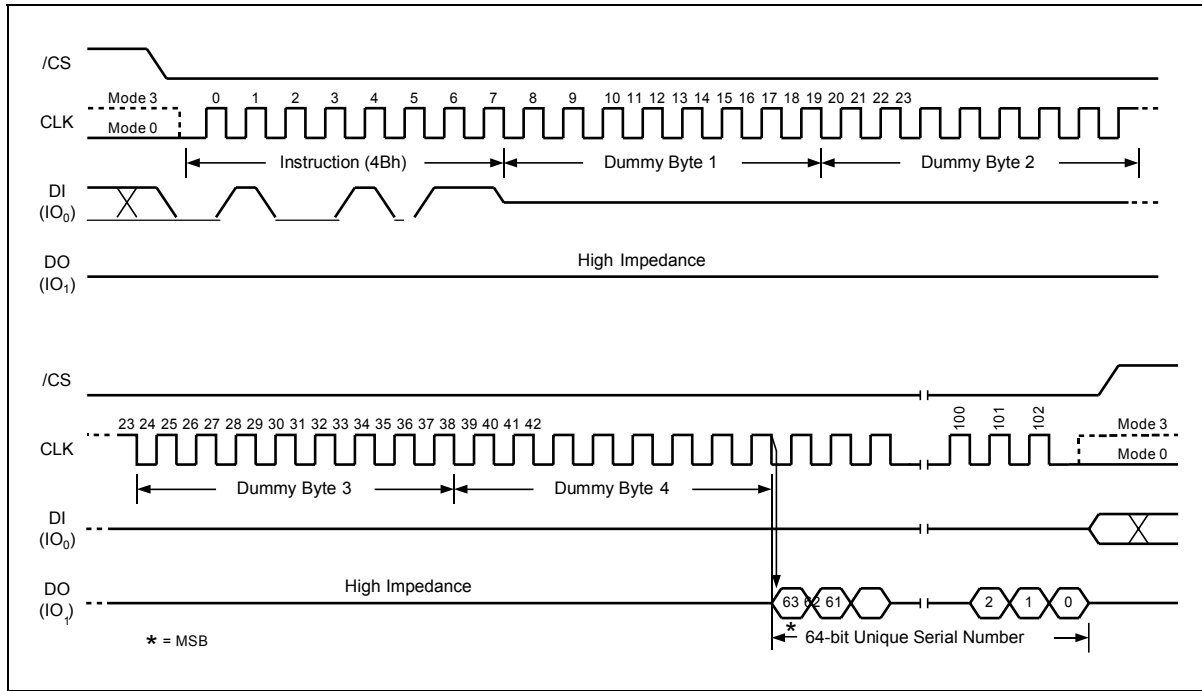 /CS
Mode 3 0 1 2 3 4 5 6 7 8 9 10 11 12 13 14 15 16 17 18 19 20 21 22 23
CLK
Mode 0
Instruction (4Bh) Dummy Byte 1 Dummy Byte 2
DI
(IO₀)
DO High Impedance
(IO₁)
/CS
23 24 25 26 27 28 29 30 31 32 33 34 35 36 37 38 39 40 41 42 100 101 102 Mode 3
CLK
Mode 0
Dummy Byte 3 Dummy Byte 4
DI
(IO₀)
DO High Impedance
(IO₁) 63 62 61 2 1 0
* = MSB * 64-bit Unique Serial Number